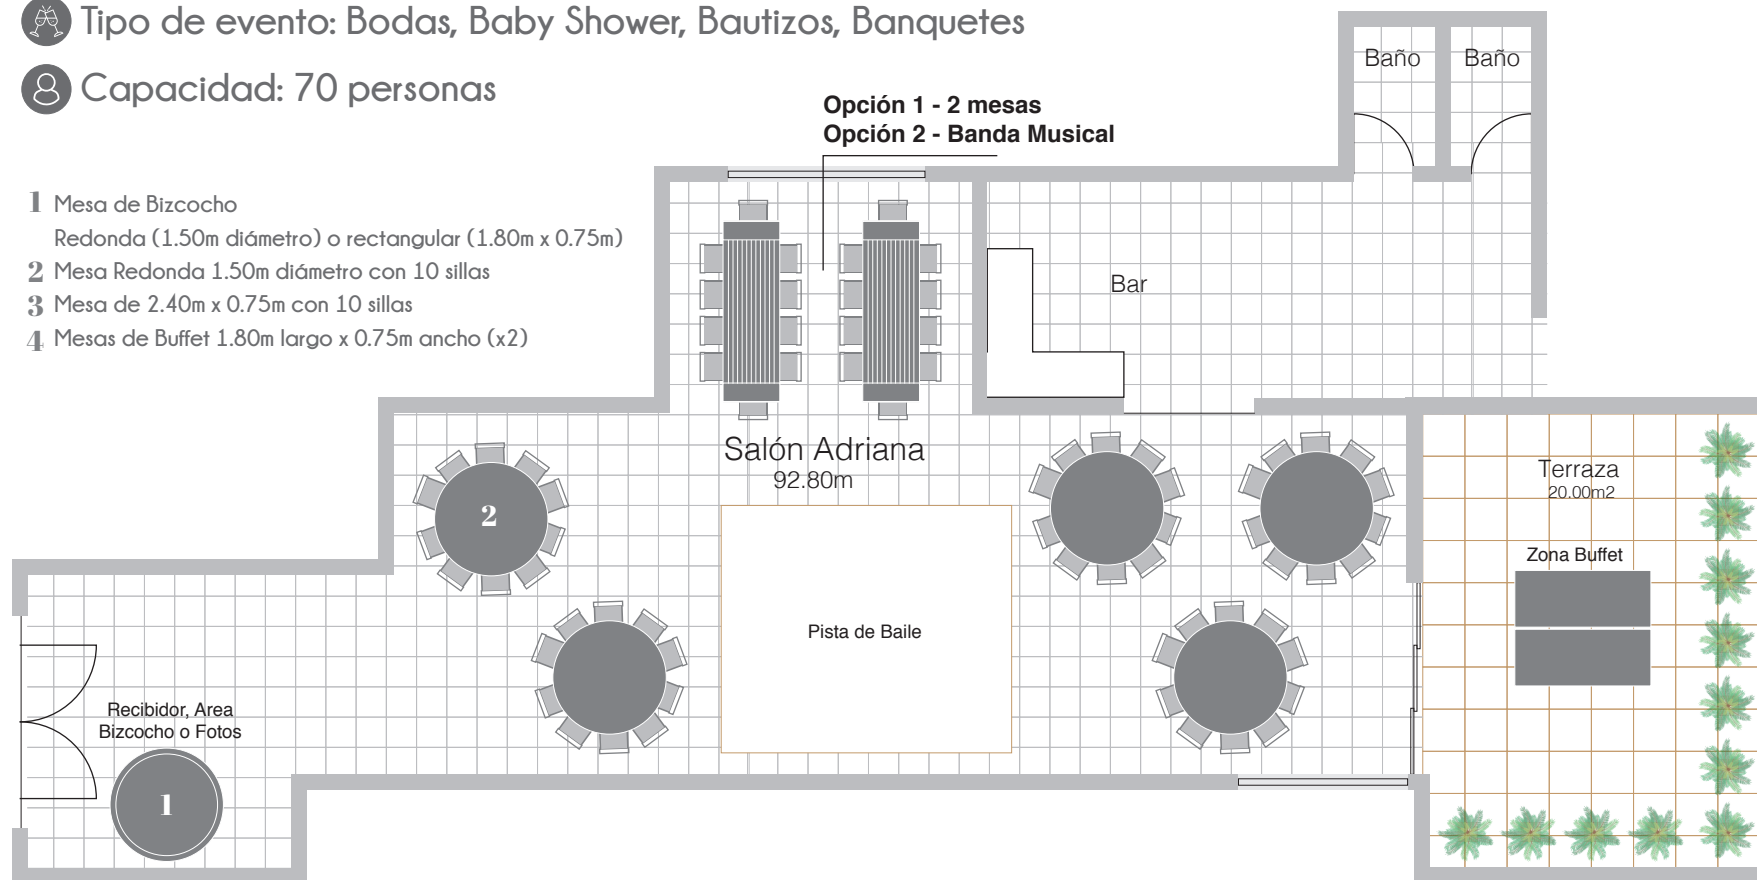 Tipo de evento: Bodas, Baby Shower, Bautizos, Banquetes
Capacidad: 70 personas
1 Mesa de Bizcocho
Redonda (1.50m diámetro) o rectangular (1.80m x 0.75m)
2 Mesa Redonda 1.50m diámetro con 10 sillas
3 Mesa de 2.40m x 0.75m con 10 sillas
4 Mesas de Buffet 1.80m largo x 0.75m ancho (x2)
Opción 1 - 2 mesas
Opción 2 - Banda Musical
Baño
Baño
Bar
Salón Adriana
92.80m
2
Terraza
20.00m2
Zona Buffet
Pista de Baile
Recibidor, Area
Bizcocho o Fotos
1